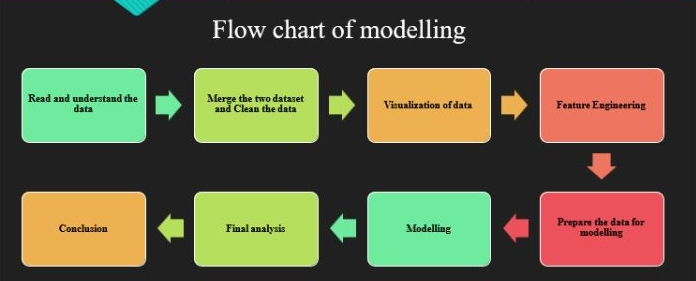 Flow chart of modelling
Read and understand the
data
Merge the two dataset
and Clean the data
Visualization of data
Feature Engineering
Prepare the data for
modelling
Modelling
Final analysis
Conclusion